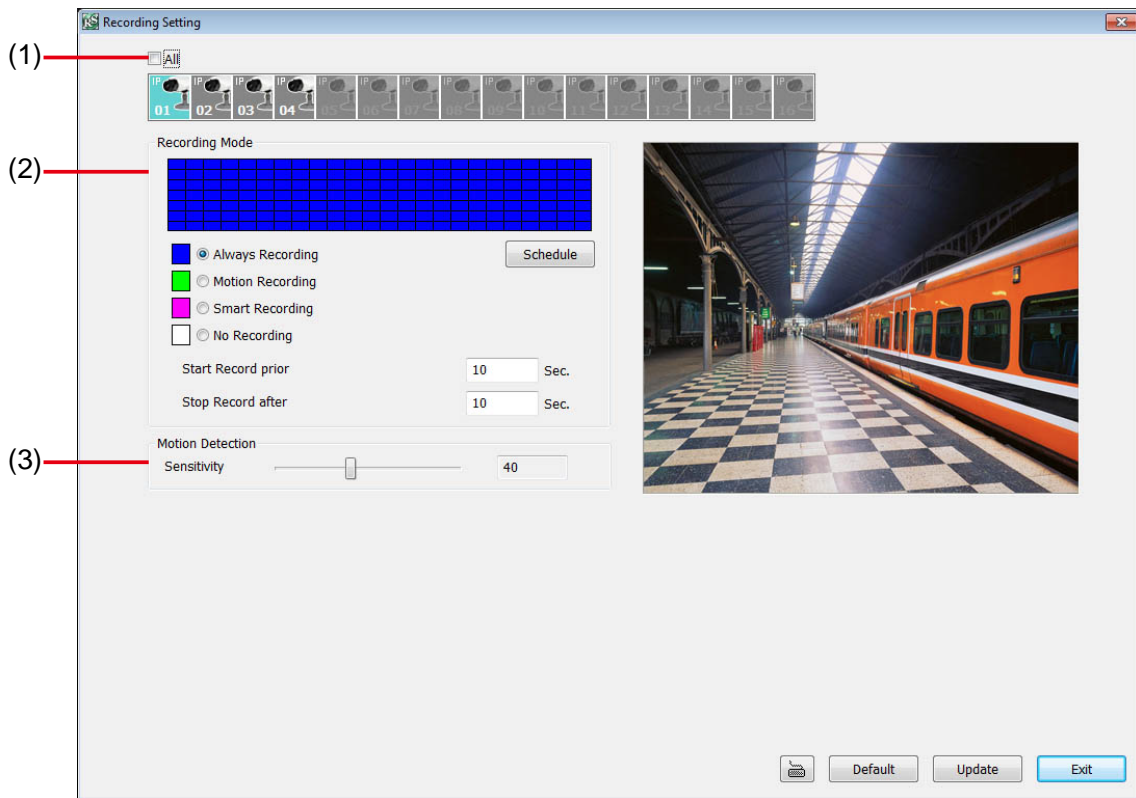 Recording Setting
(1)
All
IP IP IP IP IP IP IP IP IP IP IP IP IP IP IP IP
01 02 03 04 05 06 07 08 09 10 11 12 13 14 15 16
Recording Mode
(2)
Always Recording
Schedule
Motion Recording
Smart Recording
No Recording
Start Record prior 10 Sec.
Stop Record after 10 Sec.
Motion Detection
(3)
Sensitivity 40
Default Update Exit